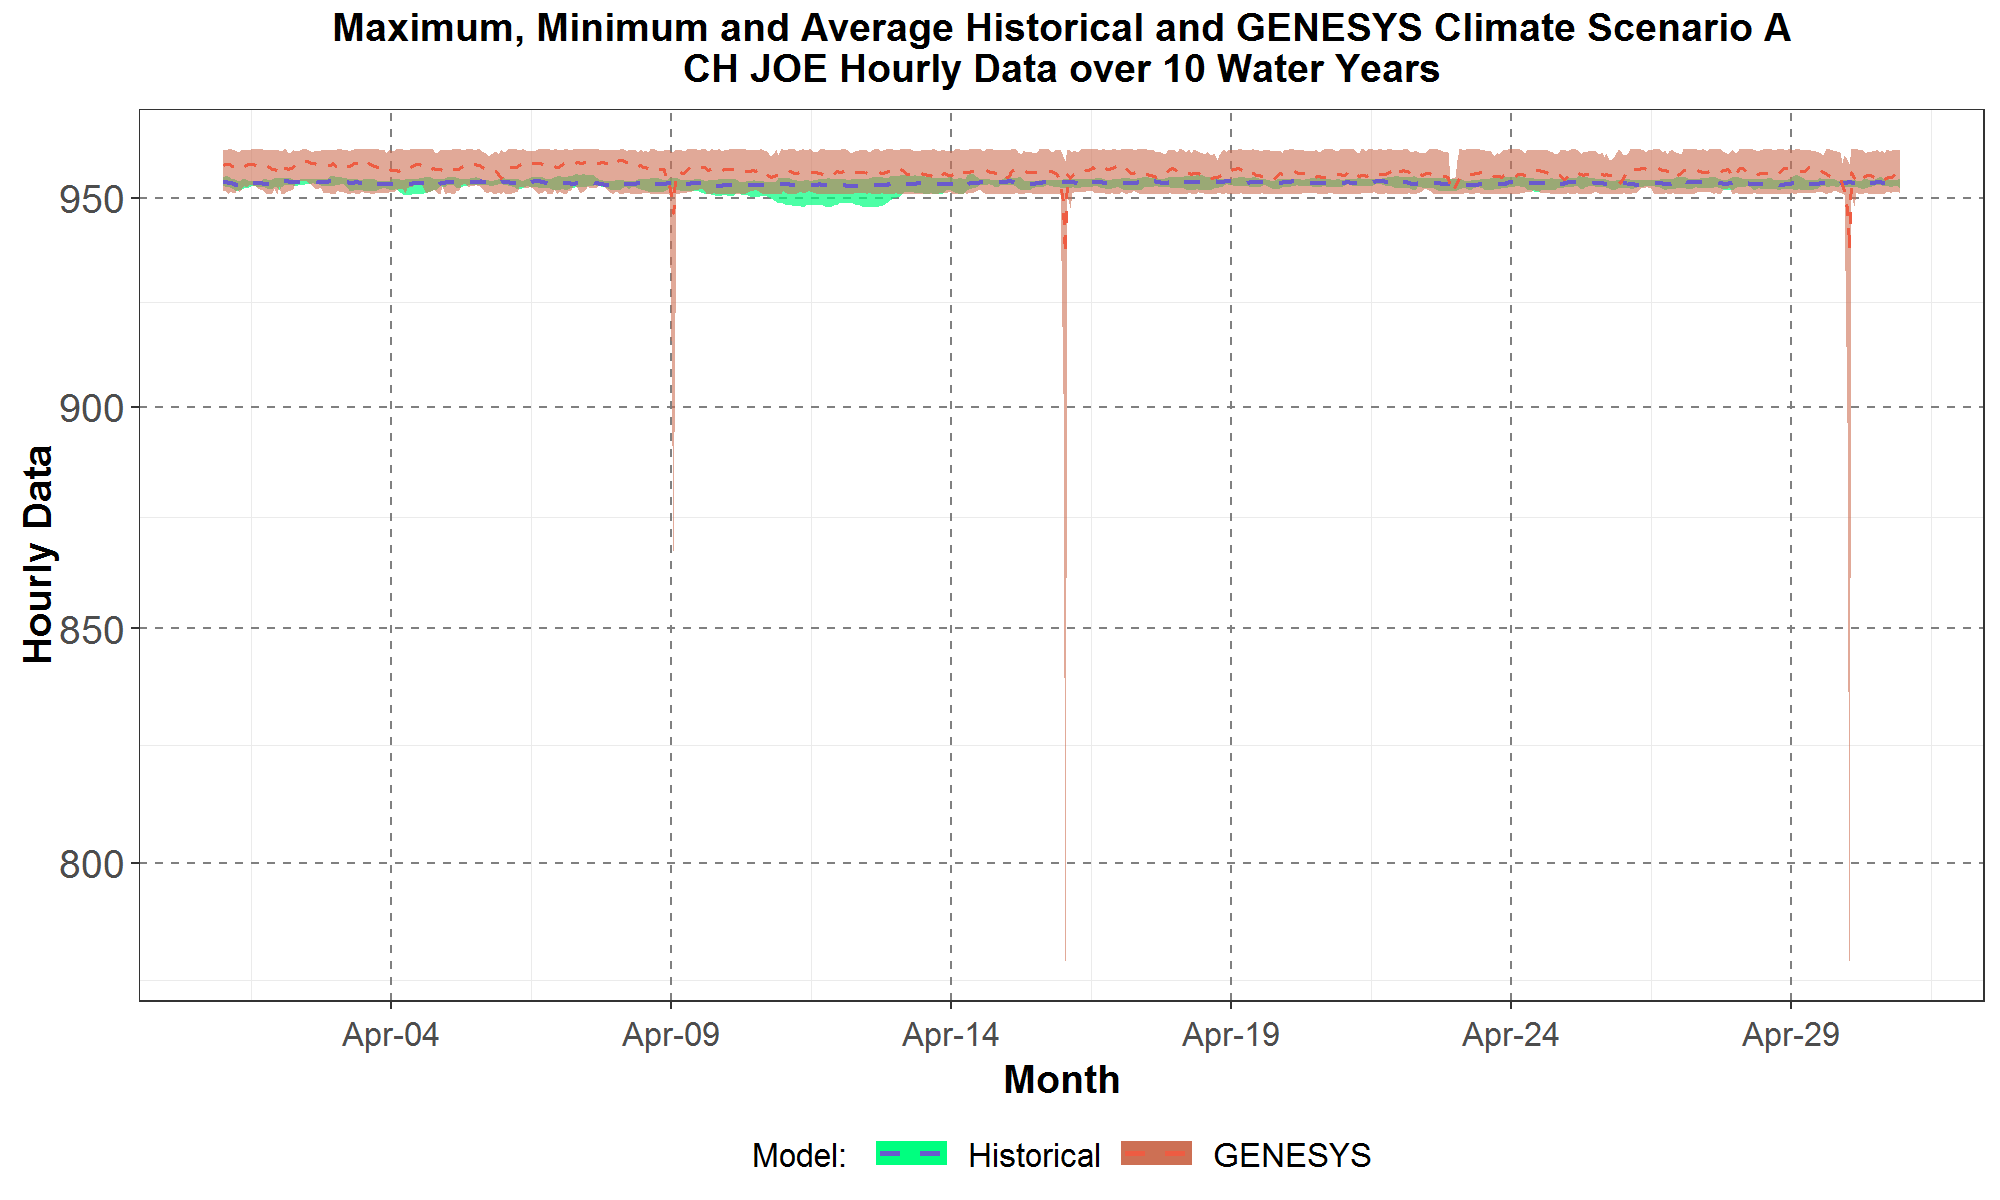 Maximum, Minimum and Average Historical and GENESYS Climate Scenario A
CH JOE Hourly Data over 10 Water Years
Hourly Data
950
900
850
800
Apr-04
Apr-09
Apr-14
Apr-19
Apr-24
Apr-29
Month
Model: Historical GENESYS